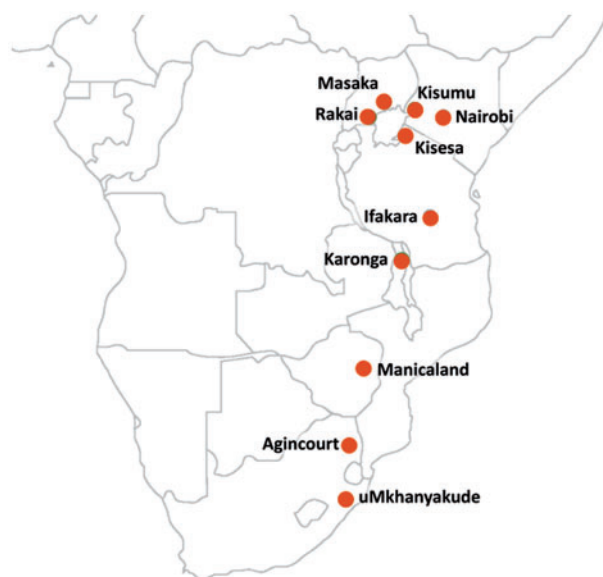 Masaka
Kisumu
Rakai
Nairobi
Kisesa
Ifakara
Karonga
Manicaland
Agincourt
uMkhanyakude